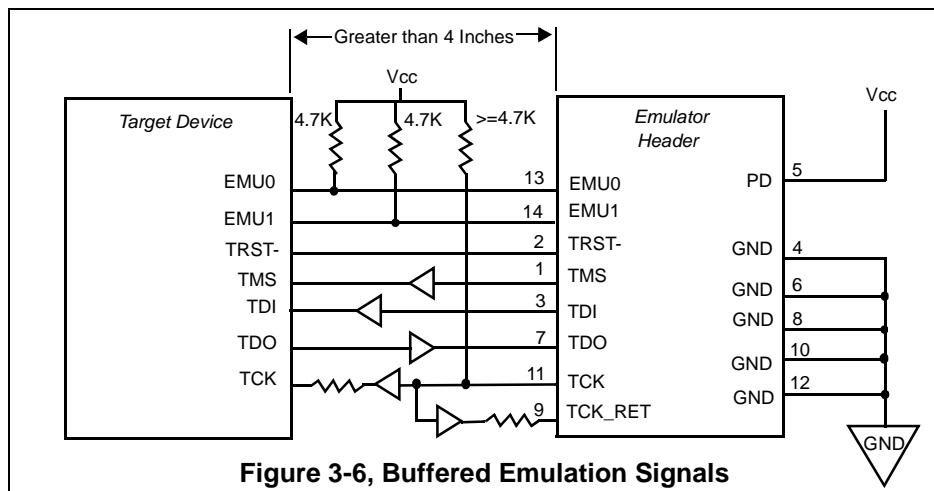 Greater than 4 Inches
Vcc
Target Device
4.7K
4.7K
>=4.7K
Emulator
Header
Vcc
EMU0
13
EMU0
PD
5
EMU1
14
EMU1
TRST-
2
TRST-
GND
4
TMS
1
TMS
GND
6
TDI
3
TDI
GND
8
TDO
7
TDO
GND
10
TCK
11
TCK
GND
12
9
TCK_RET
GND
Figure 3-6, Buffered Emulation Signals